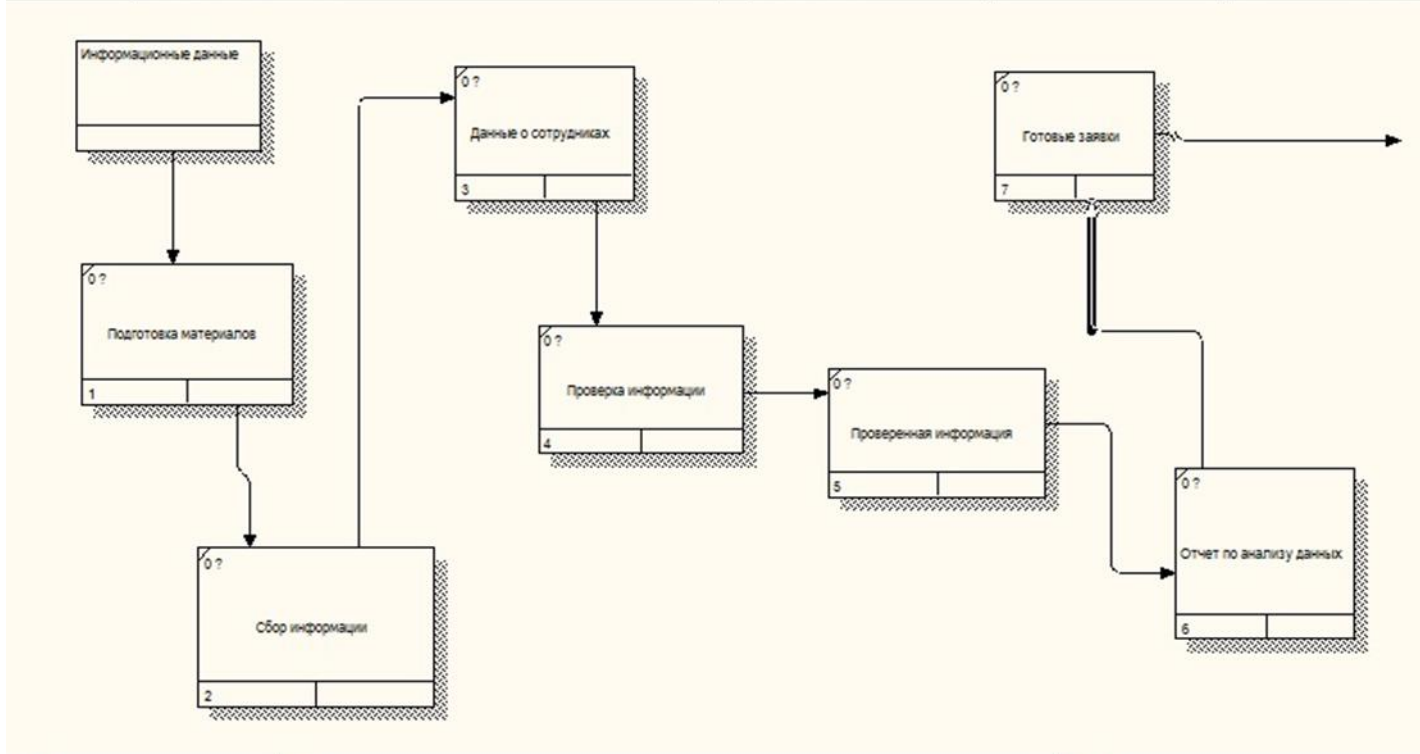 Информационные данные
0 ?
Подготовка материалов
1
0 ?
Сбор информации
2
0 ?
Данные о сотрудниках
3
0 ?
Проверка информации
4
0 ?
Проверенная информация
5
0 ?
Отчет по анализу данных
6
0 ?
Готовые заявки
7